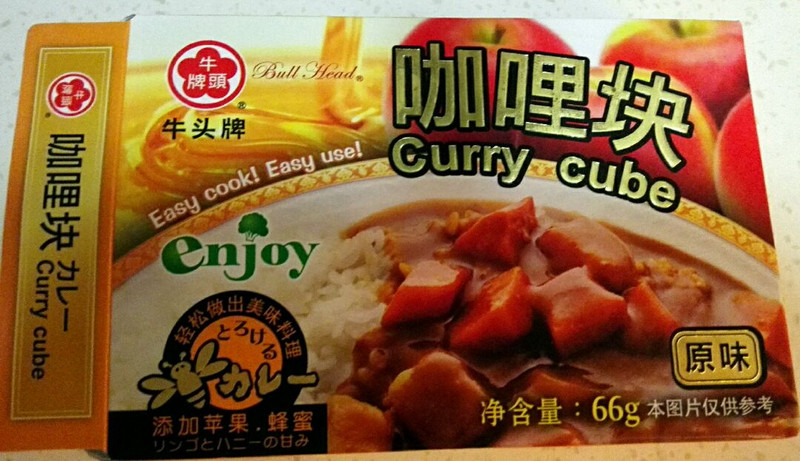 牛
牌頭
®
Bull Head®
牛头牌
咖哩块
Curry cube
Easy cook! Easy use!
enjoy
轻松做出美味料理
とろける
カレー
添加苹果.蜂蜜
リンゴとハニーの甘み
原味
净含量：66g
本图片仅供参考
牛
牌頭
®
咖哩块 カレー
Curry cube